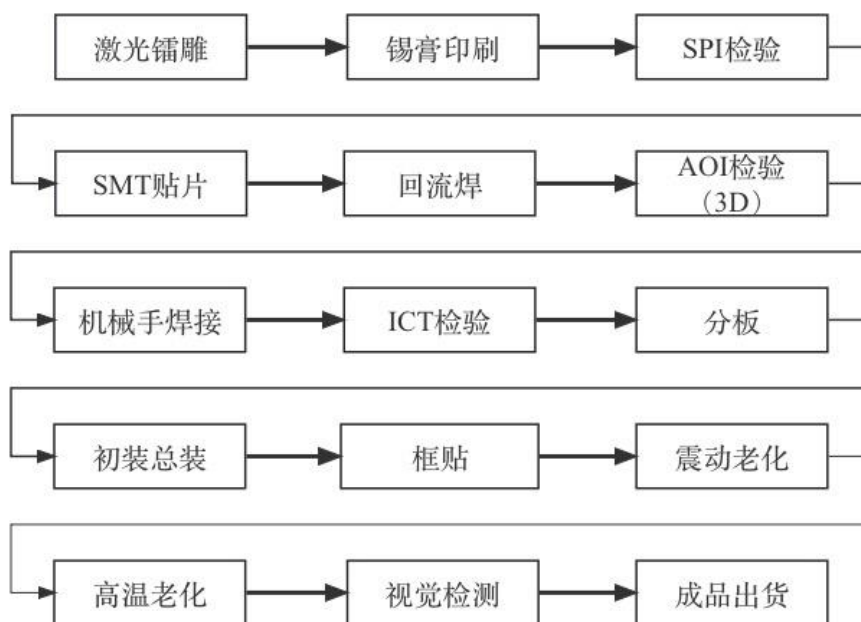 激光镭雕
锡膏印刷
SPI检验
SMT贴片
回流焊
AOI检验
（3D）
机械手焊接
ICT检验
分板
初装总装
框贴
震动老化
高温老化
视觉检测
成品出货